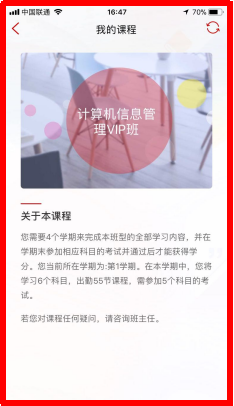 中国联通 16:47 70%
我的课程
计算机信息管
理VIP班
关于本课程
您需要4个学期来完成本班型的全部学习内容，并在
学期末参加相应科目的考试并通过后才能获得学
分。您当前所在学期为:第1学期。在本学期中，您将
学习6个科目，出勤55节课程，需参加5个科目的考
试。
若您对课程任何疑问，请咨询班主任。